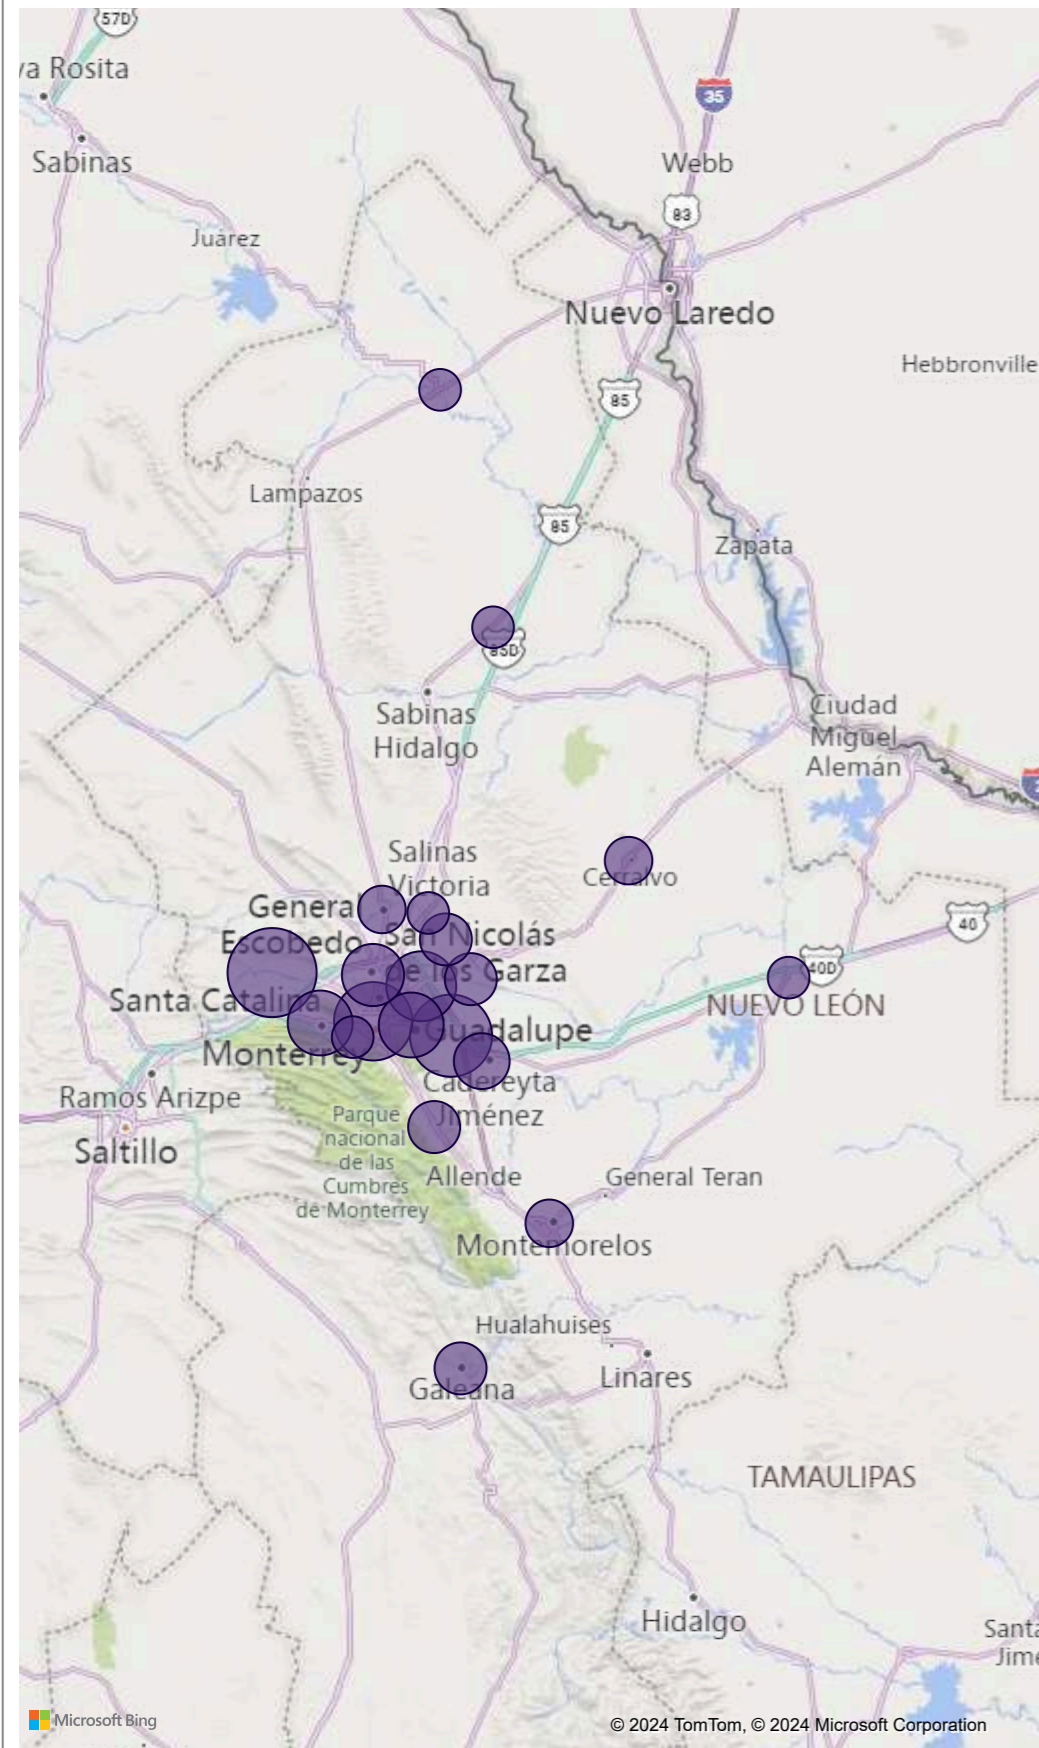 57D
va Rosita
35
Sabinas
Webb
83
Juarez
Nuevo Laredo
Hebbronville
85
Lampazos
85
Zapata
85D
Sabinas
Hidalgo
Ciudad
Miguel
Alemán
Salinas
Victoria
Cerralvo
General
Escobedo
San Nicolás
de los Garza
40
40D
Santa Catalina
NUEVO LEÓN
Guadalupe
Monterrey
Cadereyta
Jiménez
Ramos Arizpe
Saltillo
Parque
nacional
de las
Cumbres
de Monterrey
Allende
General Teran
Montemorelos
Hualahuises
Galeana
Linares
TAMAULIPAS
Hidalgo
Santa
Jime
Microsoft Bing
© 2024 TomTom, © 2024 Microsoft Corporation